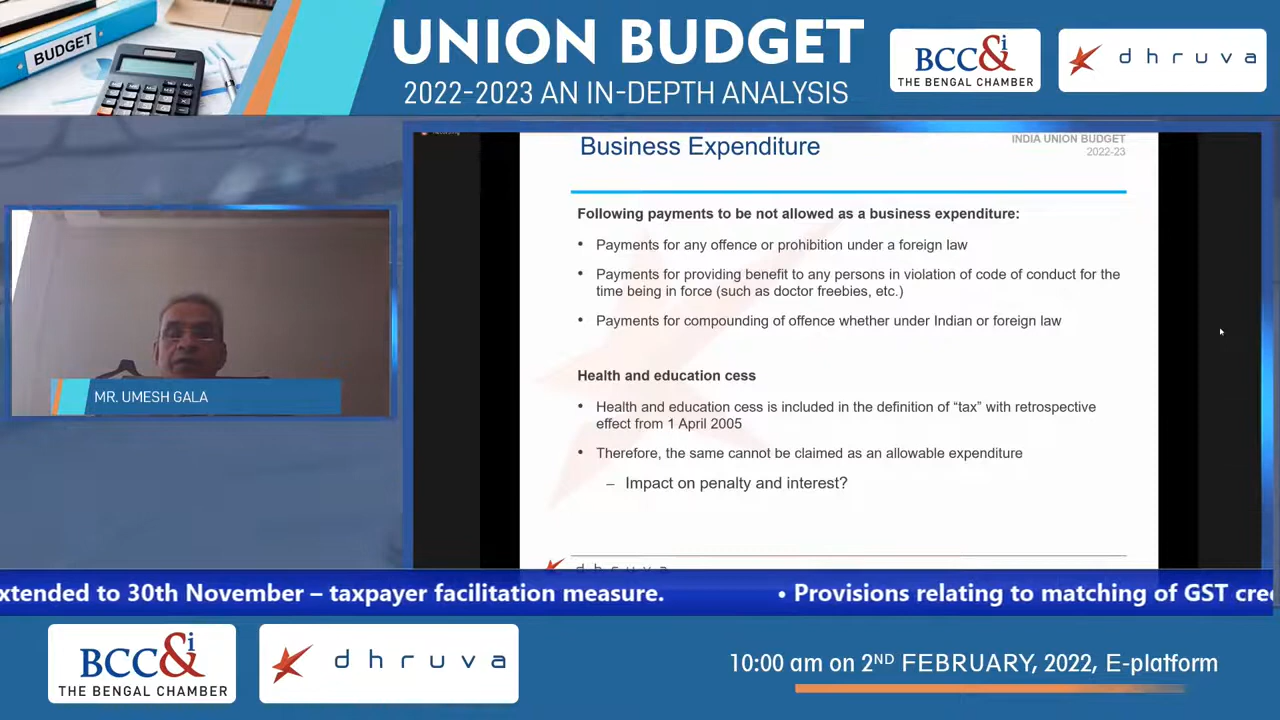 BUDGET
UNION BUDGET
2022-2023 AN IN-DEPTH ANALYSIS
BCC&i
THE BENGAL CHAMBER
dhruva
Business Expenditure
INDIA UNION BUDGET
2022-23
Following payments to be not allowed as a business expenditure:
• Payments for any offence or prohibition under a foreign law
• Payments for providing benefit to any persons in violation of code of conduct for the
time being in force (such as doctor freebies, etc.)
• Payments for compounding of offence whether under Indian or foreign law
Health and education cess
• Health and education cess is included in the definition of “tax” with retrospective
effect from 1 April 2005
• Therefore, the same cannot be claimed as an allowable expenditure
– Impact on penalty and interest?
dhruva
MR. UMESH GALA
xtended to 30th November – taxpayer facilitation measure. • Provisions relating to matching of GST cre
BCC&i
THE BENGAL CHAMBER
dhruva
10:00 am on 2ND FEBRUARY, 2022, E-platform